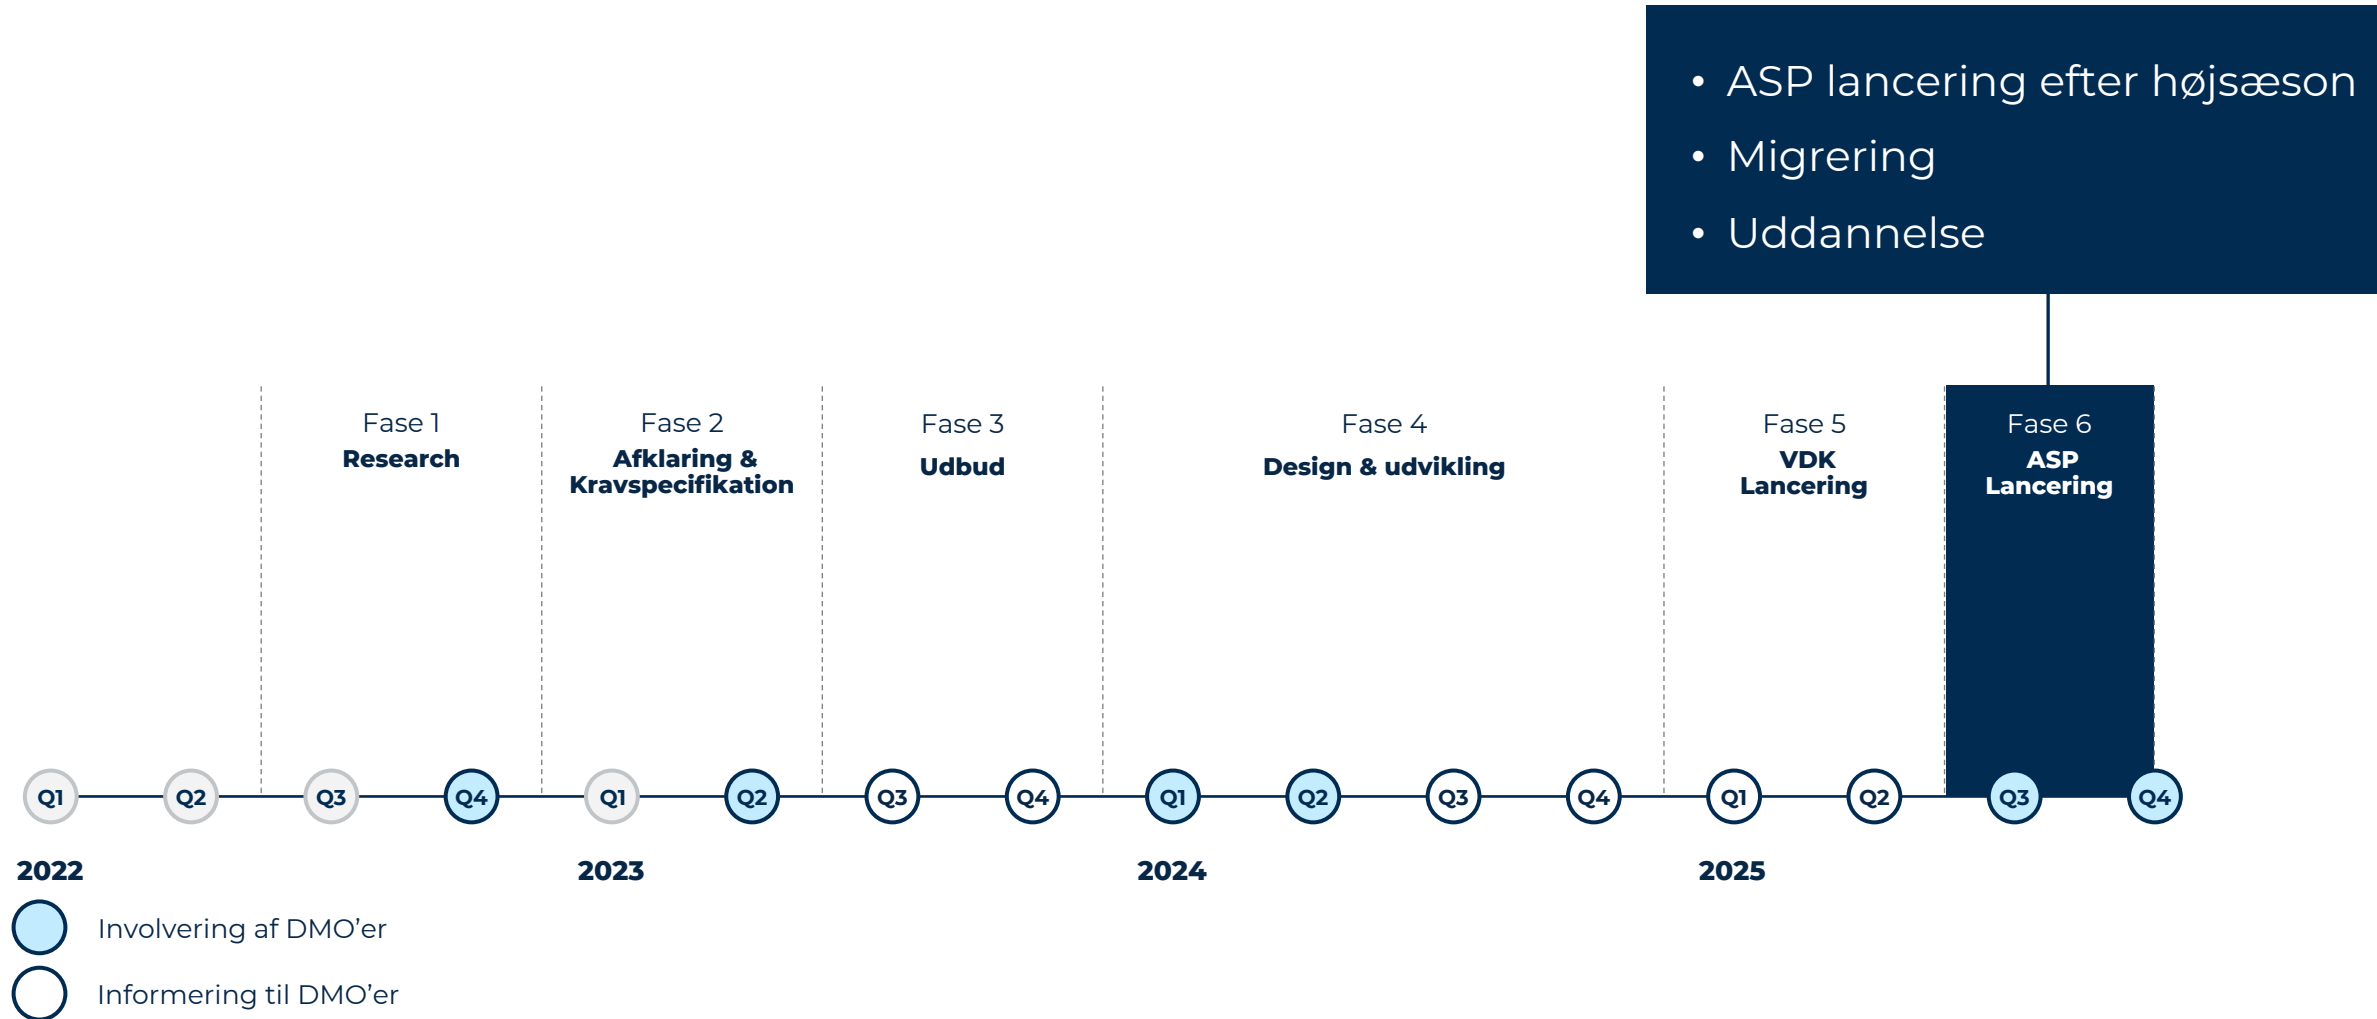 • ASP lancering efter højsæson
• Migrering
• Uddannelse
Fase 1
Research
Fase 2
Afklaring &
Kravspecifikation
Fase 3
Udbud
Fase 4
Design & udvikling
Fase 5
VDK
Lancering
Fase 6
ASP
Lancering
Q1 Q2 Q3 Q4 Q1 Q2 Q3 Q4 Q1 Q2 Q3 Q4 Q1 Q2 Q3 Q4
2022 2023 2024 2025
Involvering af DMO’er
Informering til DMO’er